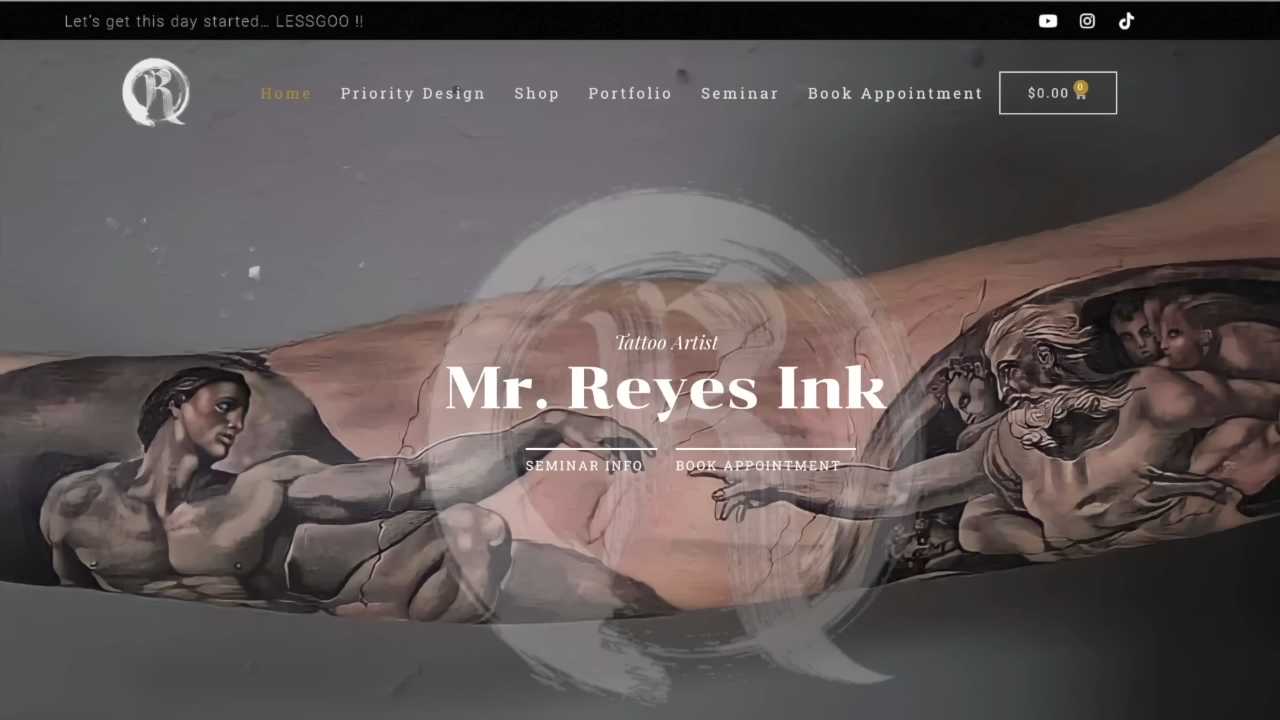 Let's get this day started… LESSGOO !!
R
Home Priority Design Shop Portfolio Seminar Book Appointment $0.00 0
Tattoo Artist
Mr. Reyes Ink
SEMINAR INFO BOOK APPOINTMENT